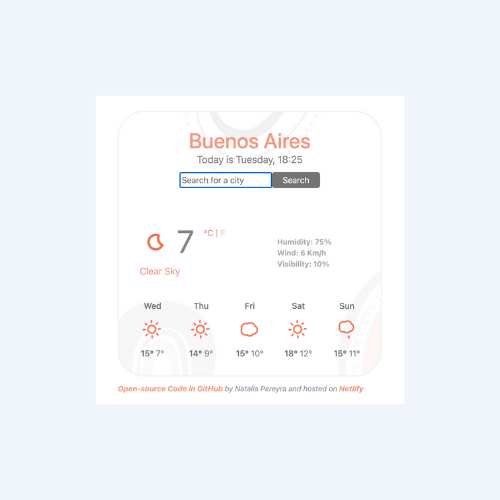 Buenos Aires
Today is Tuesday, 18:25
Search for a city Search
7 °C | F
Clear Sky
Humidity: 75%
Wind: 6 Km/h
Visibility: 10%
Wed Thu Fri Sat Sun
15° 7° 14° 9° 15° 10° 18° 12° 15° 11°
Open-source Code in GitHub by Natalia Pereyra and hosted on Netlify